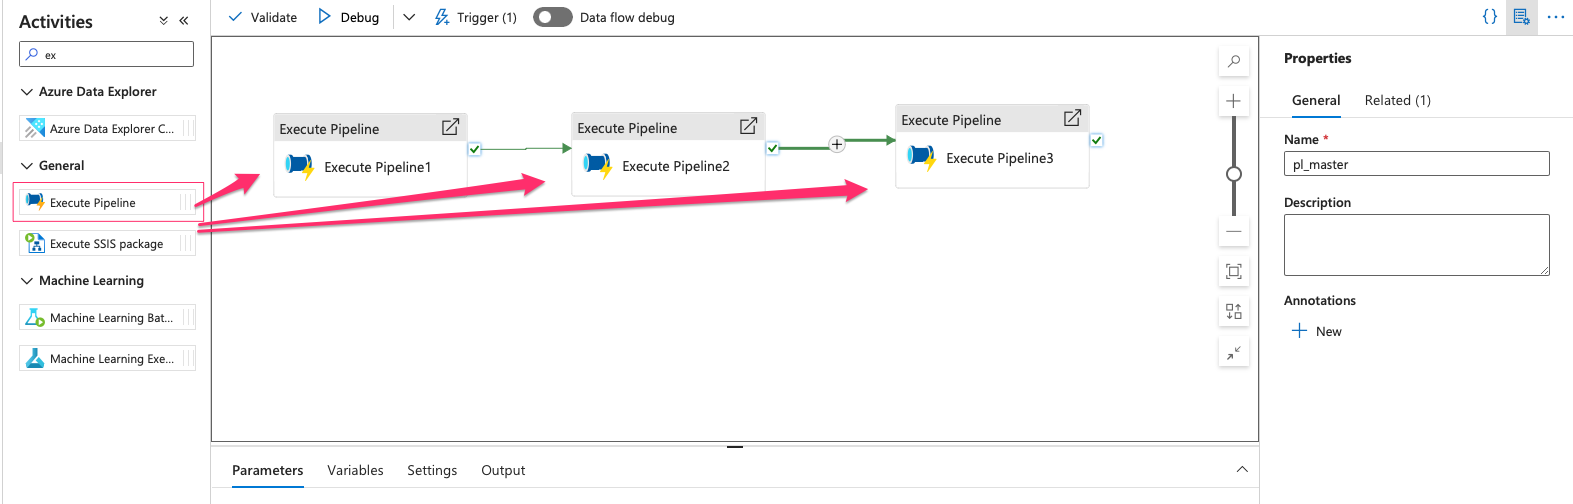 Activities
ex
Azure Data Explorer
Azure Data Explorer C...
General
Execute Pipeline
Execute SSIS package
Machine Learning
Machine Learning Bat...
Machine Learning Exe...
Validate
Debug
Trigger (1)
Data flow debug
{}
Execute Pipeline
Execute Pipeline1
Execute Pipeline
Execute Pipeline2
Execute Pipeline
Execute Pipeline3
Parameters
Variables
Settings
Output
Properties
General
Related (1)
Name *
pl_master
Description
Annotations
New